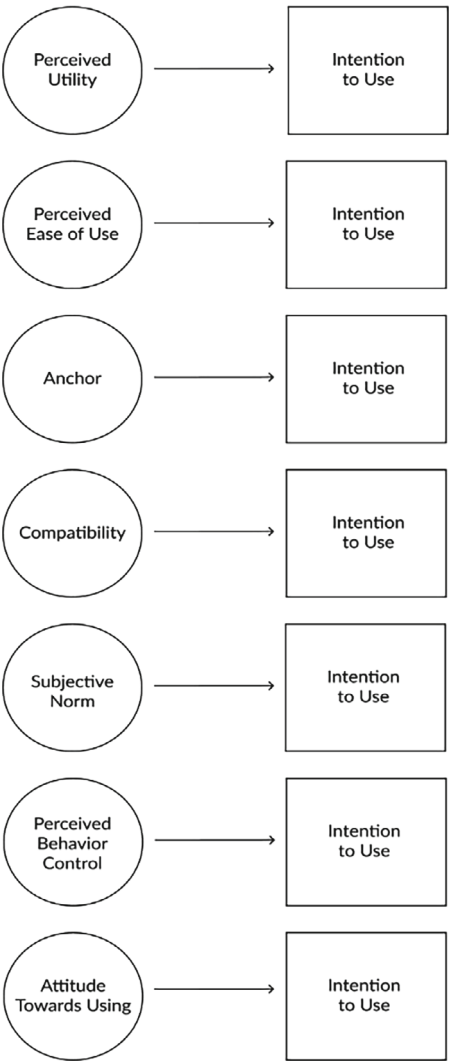 Perceived
Utility
Intention
to Use
Perceived
Ease of Use
Intention
to Use
Anchor
Intention
to Use
Compatibility
Intention
to Use
Subjective
Norm
Intention
to Use
Perceived
Behavior
Control
Intention
to Use
Attitude
Towards Using
Intention
to Use